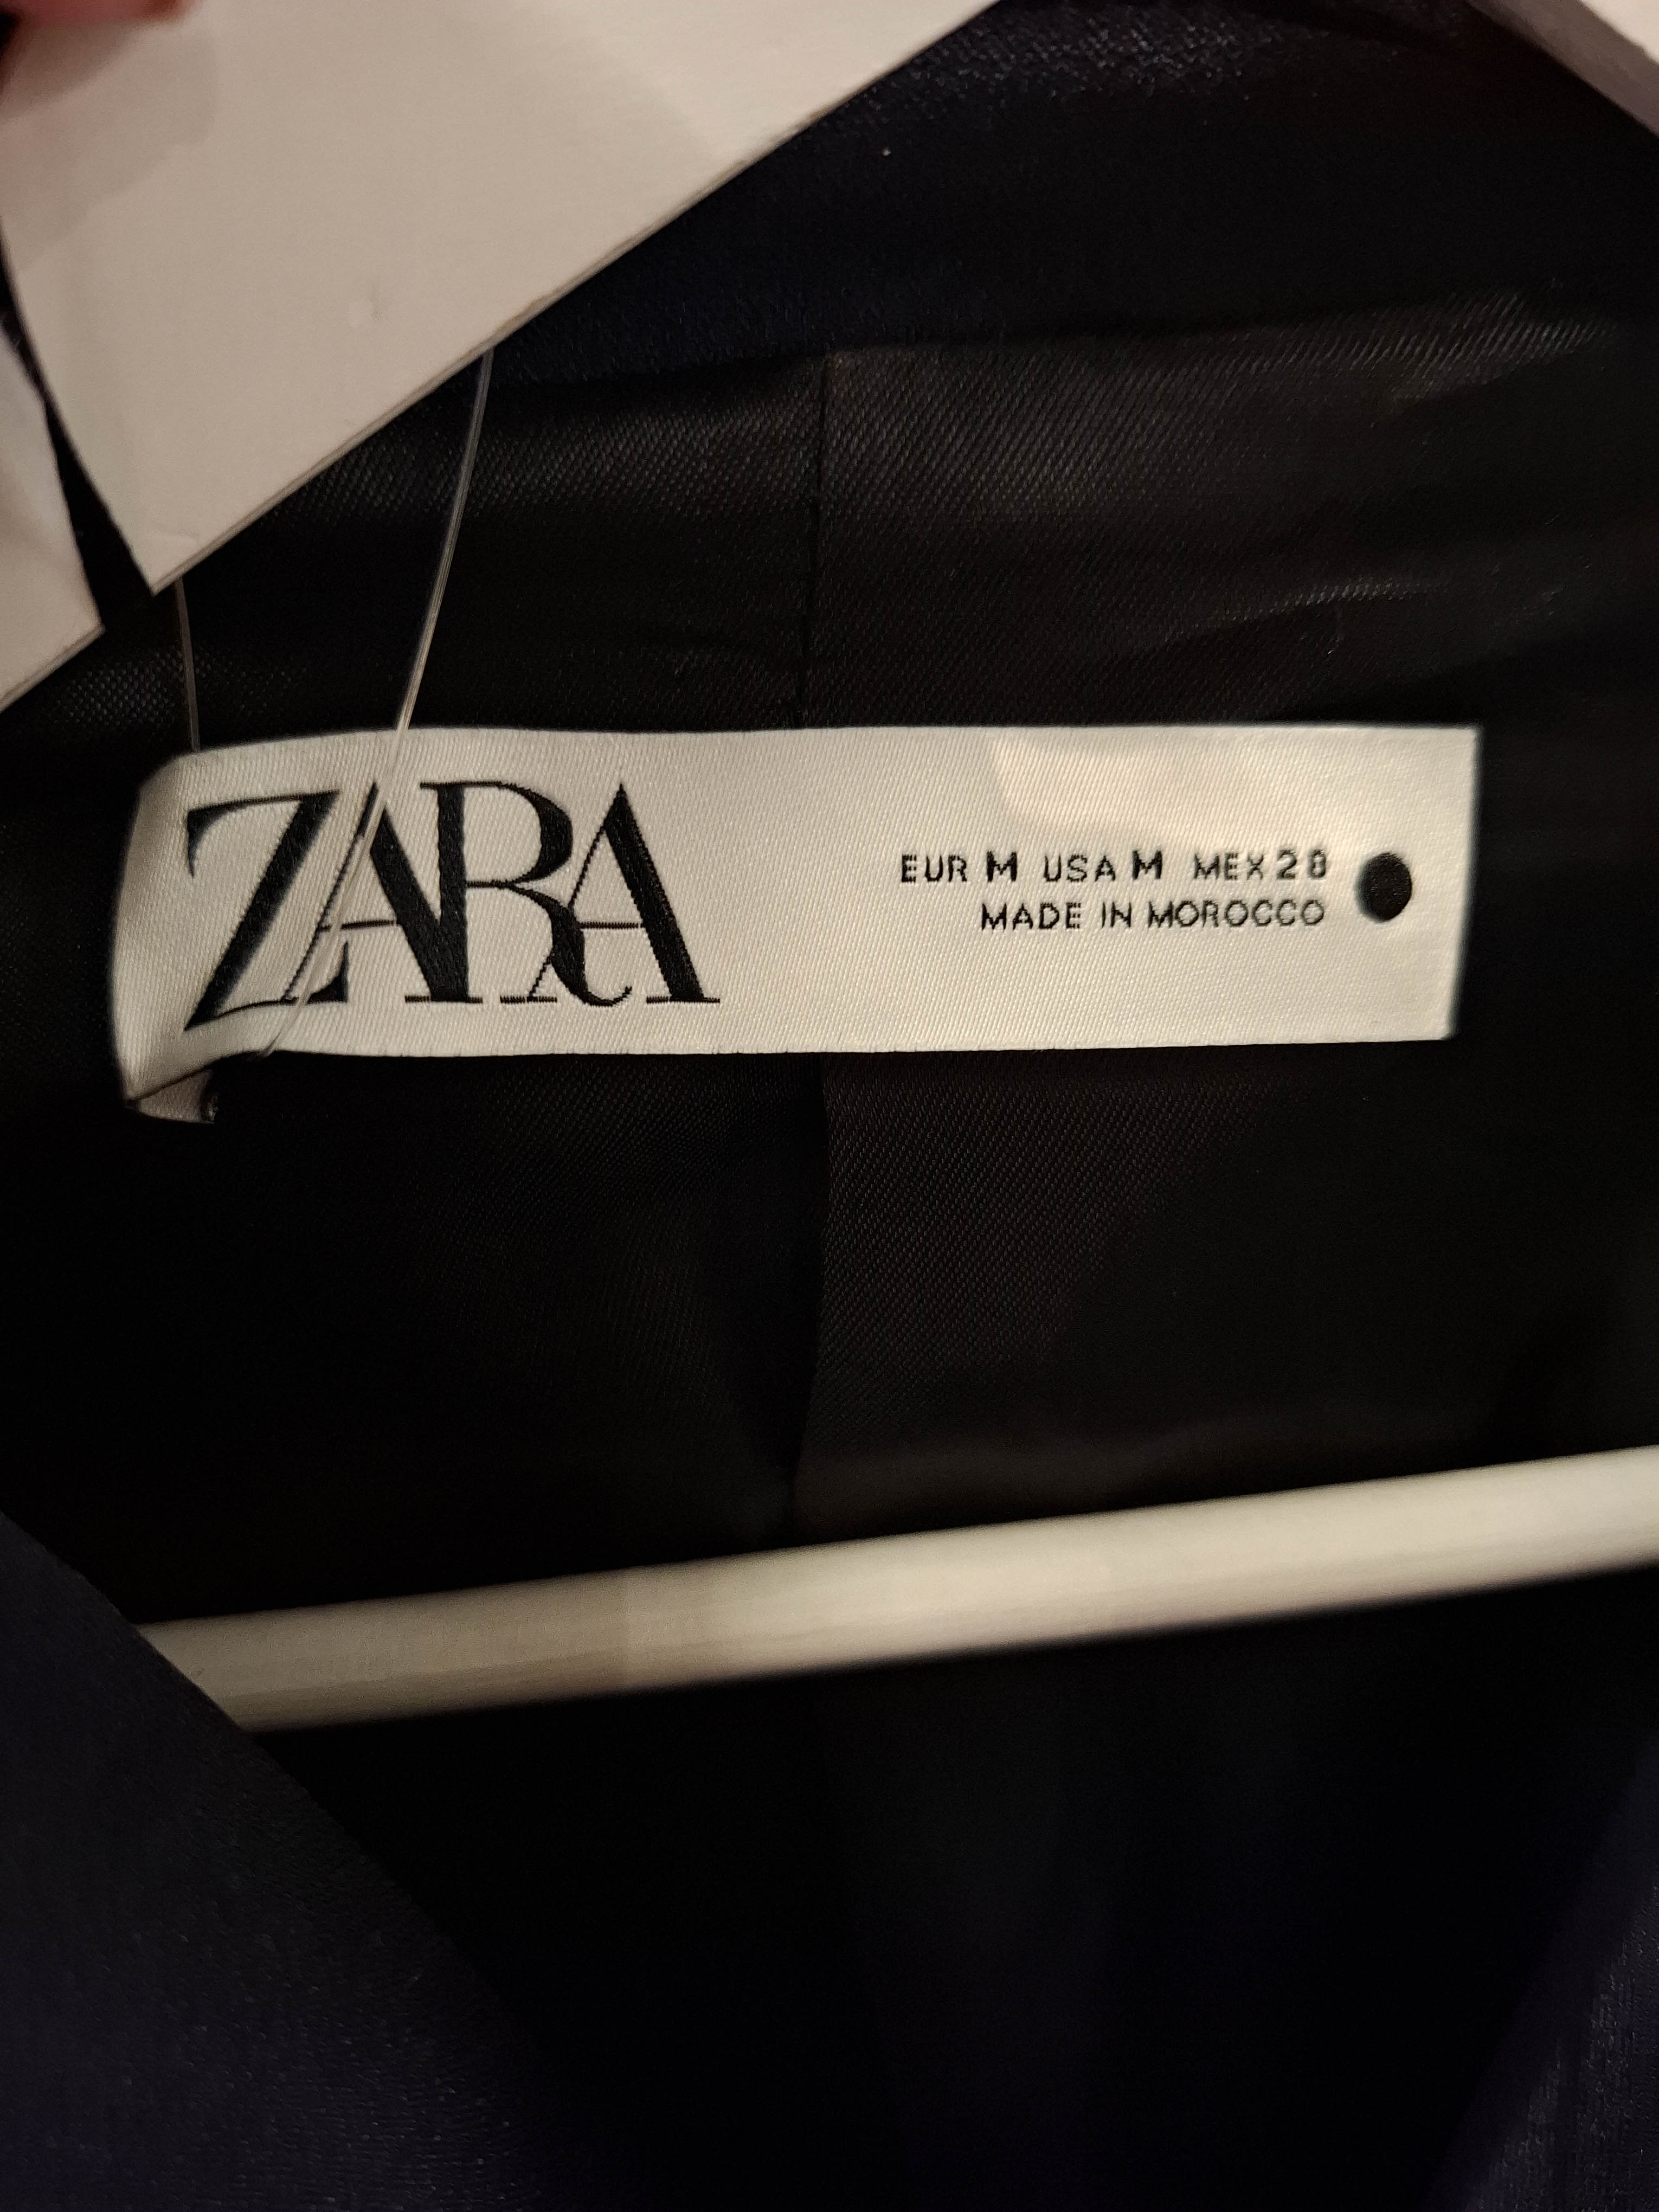 ZARA
EUR M USA M MEX 28
MADE IN MOROCCO